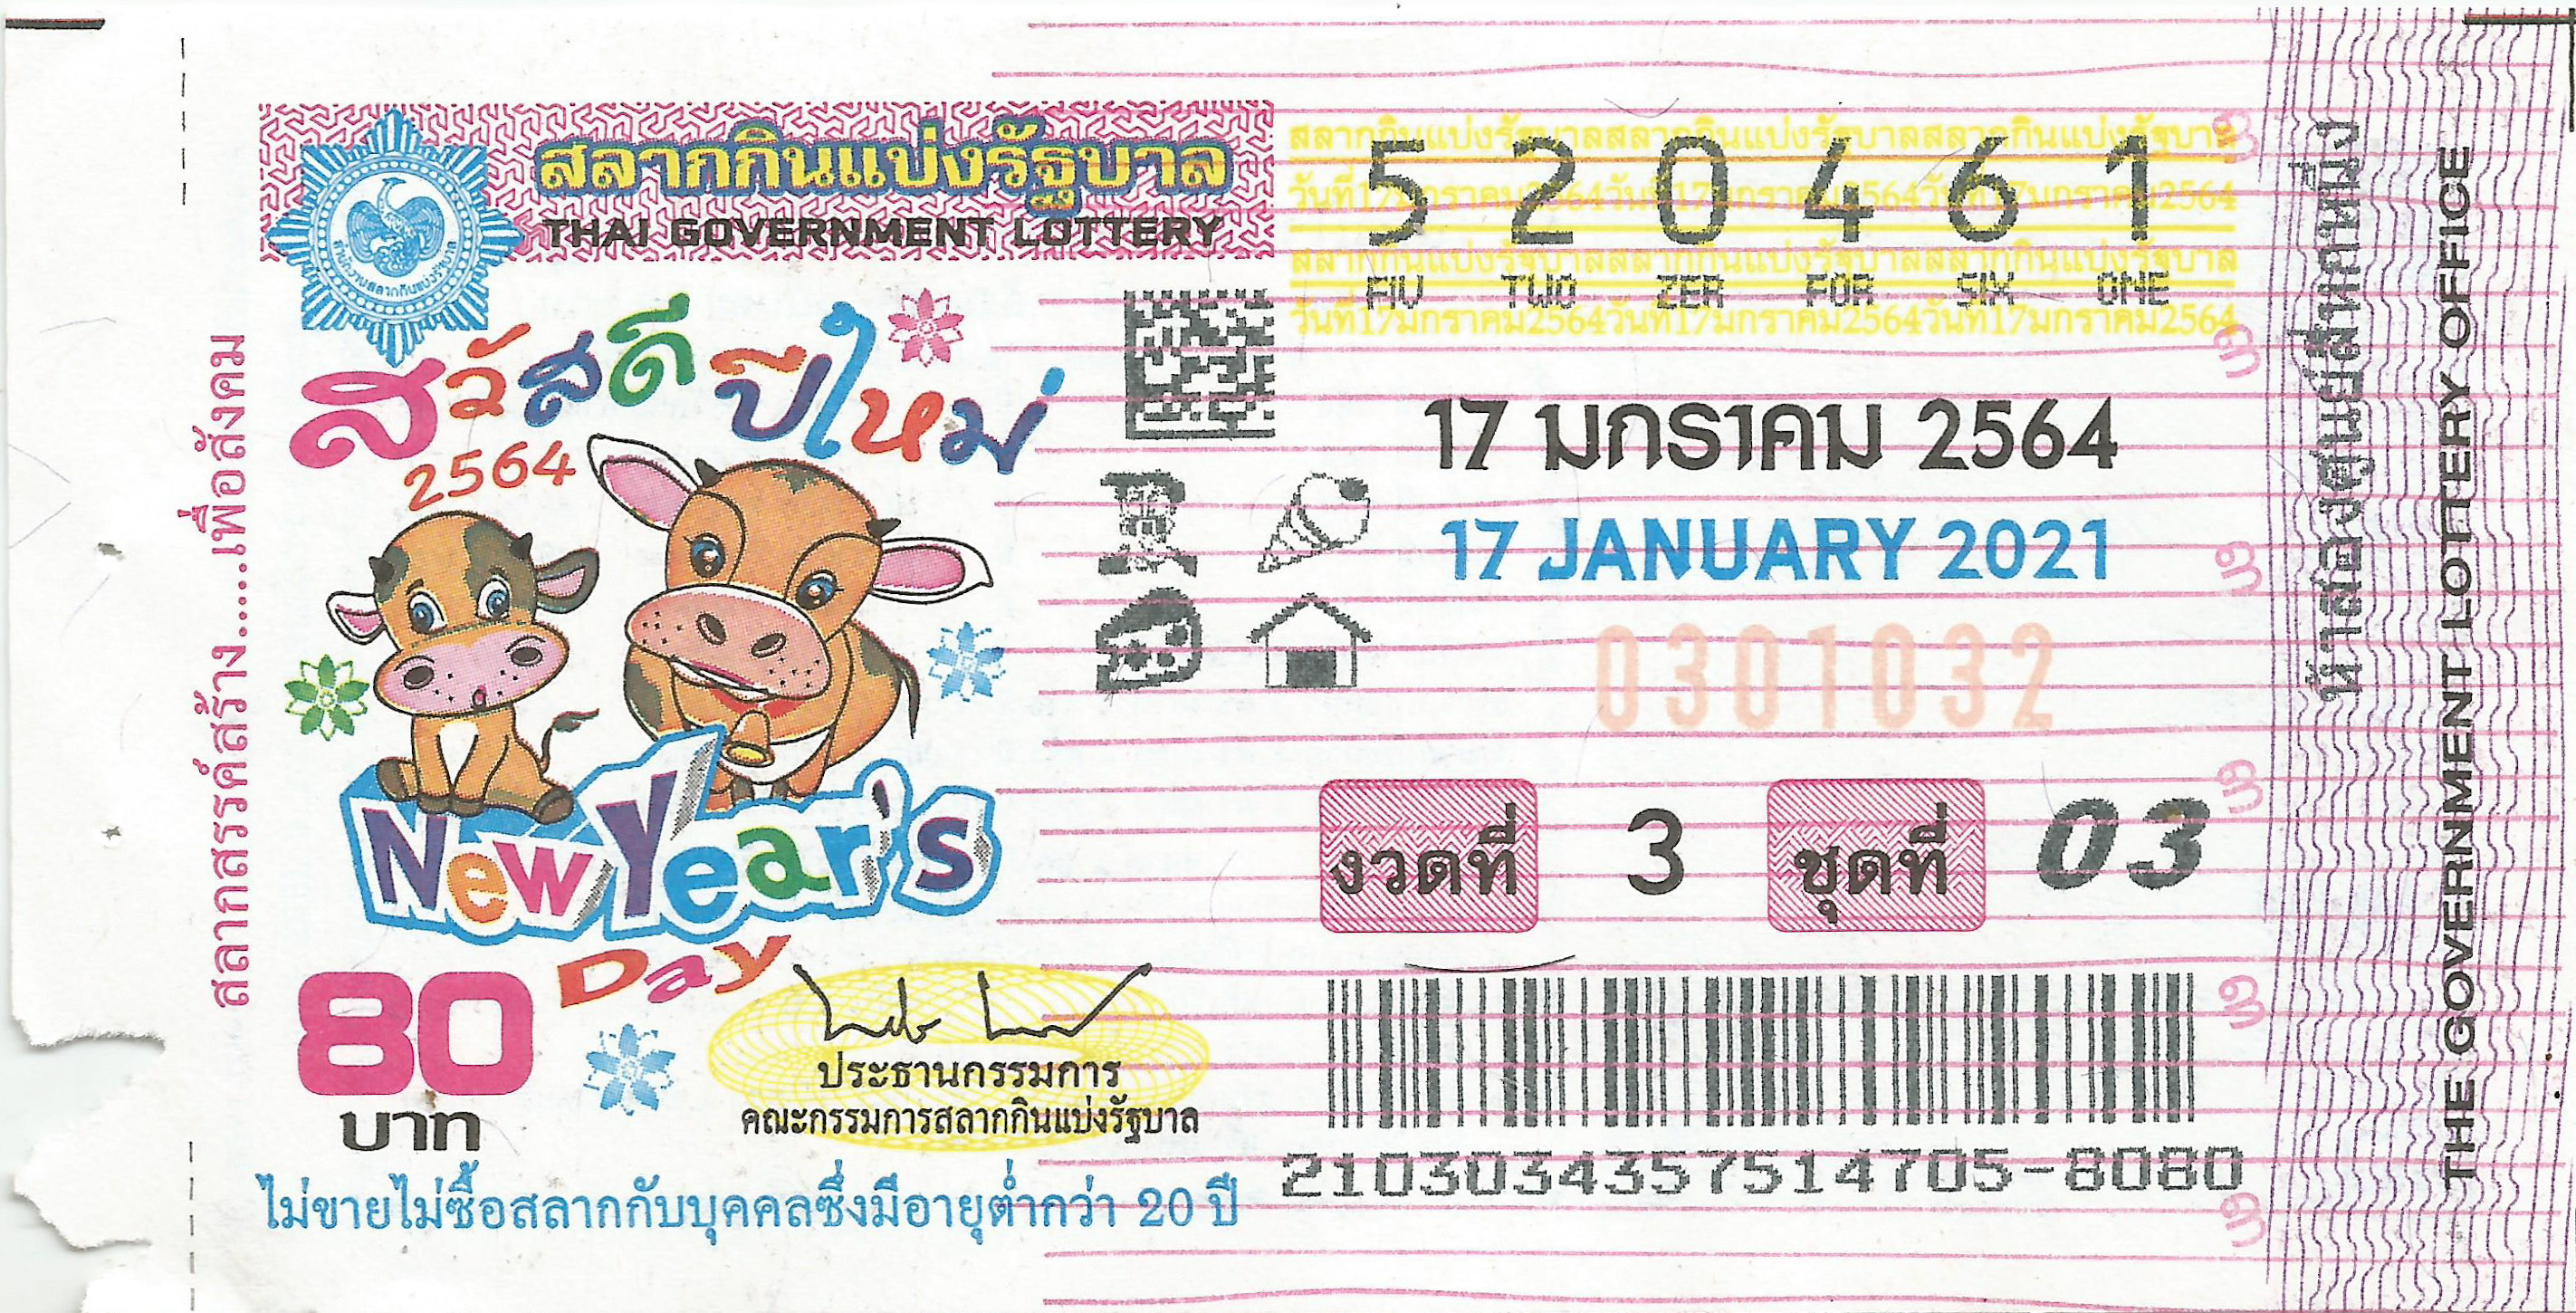 สลากกินแบ่งรัฐบาล
THAI GOVERNMENT LOTTERY
สำนักงานสลากกินแบ่งรัฐบาล
สลากสรรค์สร้าง......เพื่อสังคม
สวัสดีปีใหม่
2564
New Year's
Day
80
บาท
ประธานกรรมการ
คณะกรรมการสลากกินแบ่งรัฐบาล
ไม่ขายไม่ซื้อสลากกับบุคคลซึ่งมีอายุต่ำกว่า 20 ปี
สลากกินแบ่งรัฐบาลสลากกินแบ่งรัฐบาลสลากกินแบ่งรัฐบาล
5 2 0 4 6 1
วันที่17มกราคม2564วันที่17มกราคม2564วันที่17มกราคม2564
สลากกินแบ่งรัฐบาลสลากกินแบ่งรัฐบาลสลากกินแบ่งรัฐบาล
FIV TWO ZER FOR SIX ONE
วันที่17มกราคม2564วันที่17มกราคม2564วันที่17มกราคม2564
17 มกราคม 2564
17 JANUARY 2021
0301032
งวดที่ 3 ชุดที่ 03
2103034357514705-8080
ห้าสองศูนย์สี่หกหนึ่ง
THE GOVERNMENT LOTTERY OFFICE